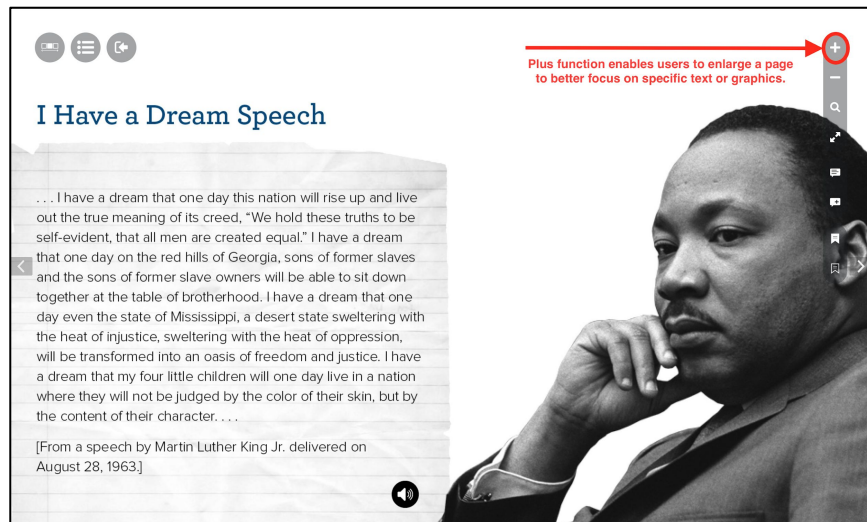 Plus function enables users to enlarge a page
to better focus on specific text or graphics.
I Have a Dream Speech
. . . I have a dream that one day this nation will rise up and live
out the true meaning of its creed, “We hold these truths to be
self-evident, that all men are created equal.” I have a dream
that one day on the red hills of Georgia, sons of former slaves
and the sons of former slave owners will be able to sit down
together at the table of brotherhood. I have a dream that one
day even the state of Mississippi, a desert state sweltering with
the heat of injustice, sweltering with the heat of oppression,
will be transformed into an oasis of freedom and justice. I have
a dream that my four little children will one day live in a nation
where they will not be judged by the color of their skin, but by
the content of their character. . . .
[From a speech by Martin Luther King Jr. delivered on
August 28, 1963.]